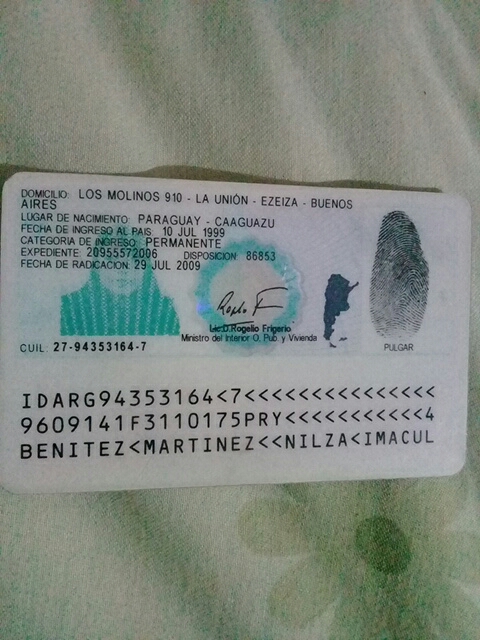 DOMICILIO: LOS MOLINOS 910 - LA UNIÓN - EZEIZA - BUENOS
AIRES
LUGAR DE NACIMIENTO: PARAGUAY - CAAGUAZU
FECHA DE INGRESO AL PAIS: 10 JUL 1999
CATEGORIA DE INGRESO: PERMANENTE
EXPEDIENTE: 20955572006 DISPOSICION: 86853
FECHA DE RADICACION: 29 JUL 2009
Lic.D.Rogelio Frigerio
Ministro del Interior O. Pub. y Vivienda
CUIL: 27-94353164-7
PULGAR
IDARG94353164<7<<<<<<<<<<<<<<<
9609141F3110175PRY<<<<<<<<<<<4
BENITEZ<MARTINEZ<<NILZA<IMACUL